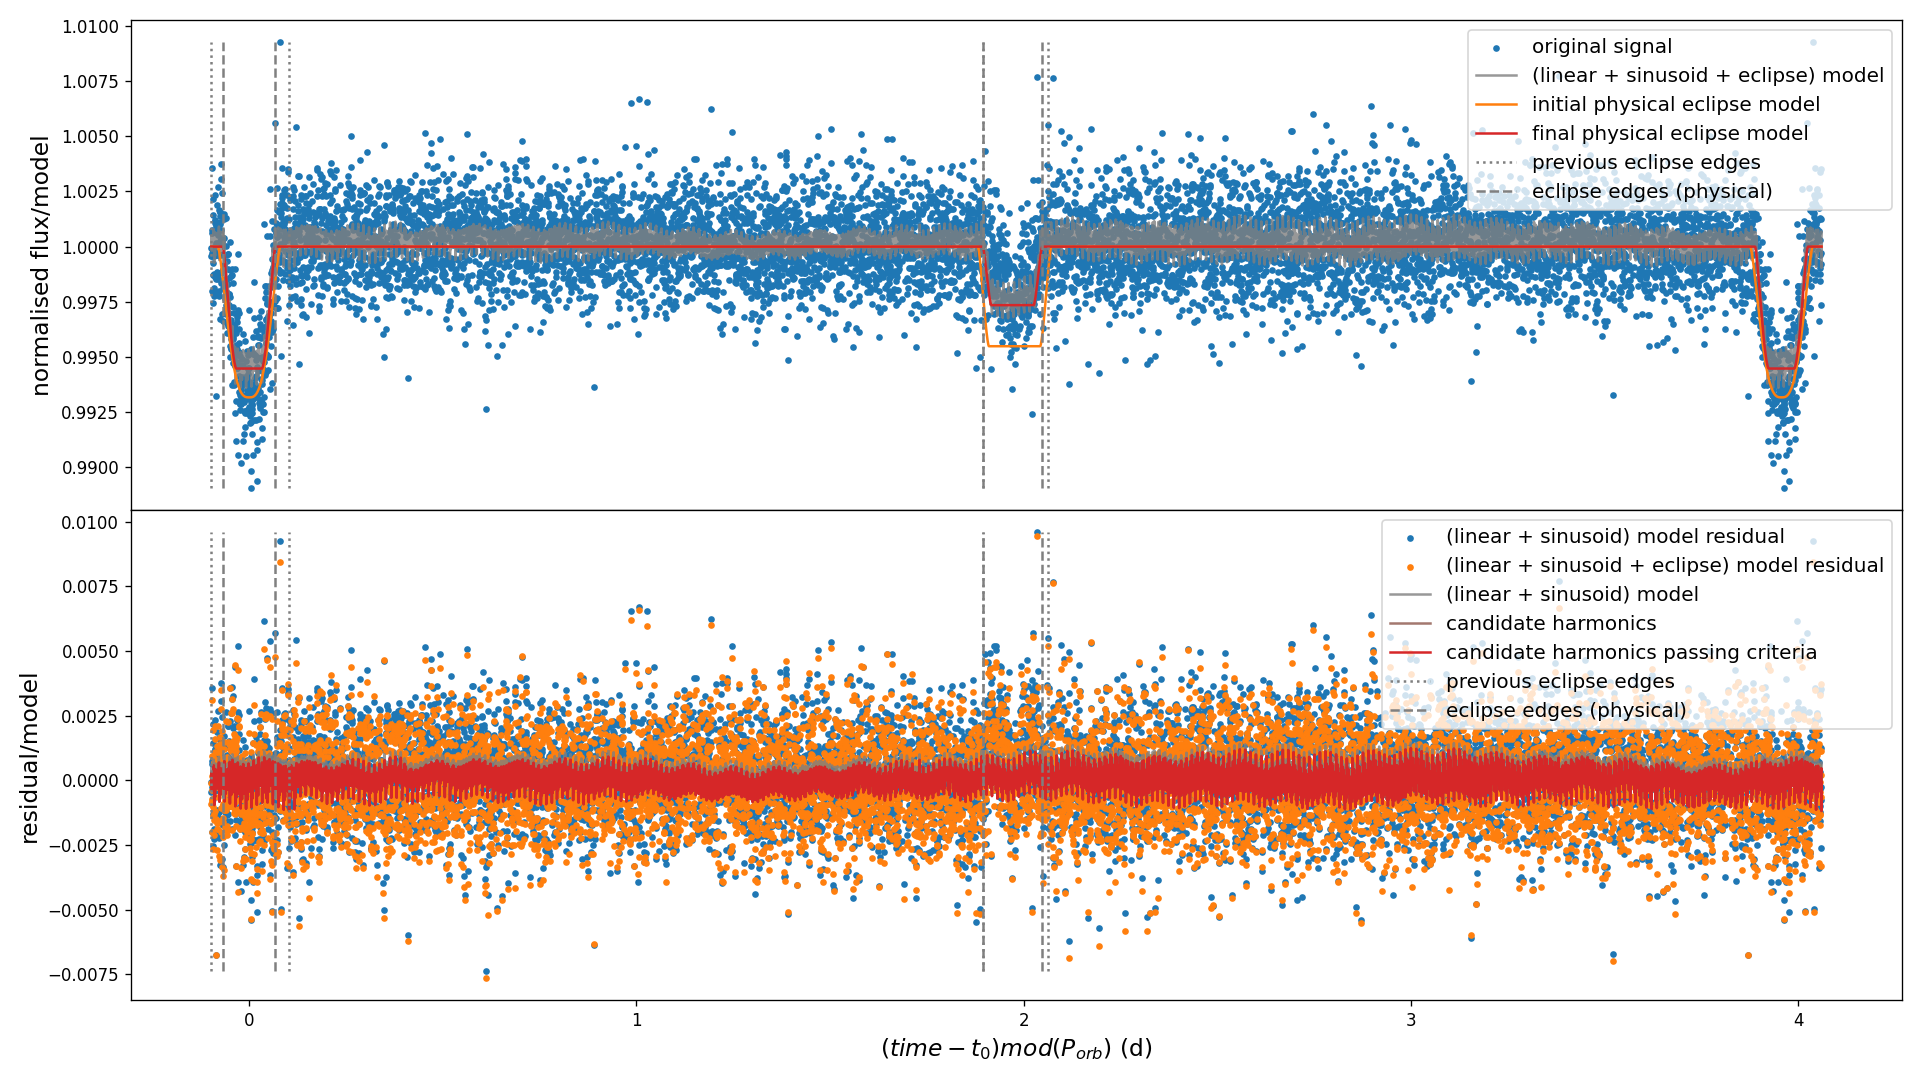 1.0100
1.0075
1.0050
1.0025
1.0000
0.9975
0.9950
0.9925
0.9900
normalised flux/model
original signal
(linear + sinusoid + eclipse) model
initial physical eclipse model
final physical eclipse model
previous eclipse edges
eclipse edges (physical)
0.0100
0.0075
0.0050
0.0025
0.0000
−0.0025
−0.0050
−0.0075
residual/model
(linear + sinusoid) model residual
(linear + sinusoid + eclipse) model residual
(linear + sinusoid) model
candidate harmonics
candidate harmonics passing criteria
previous eclipse edges
eclipse edges (physical)
0 1 2 3 4
(time − t₀)mod(P_orb) (d)